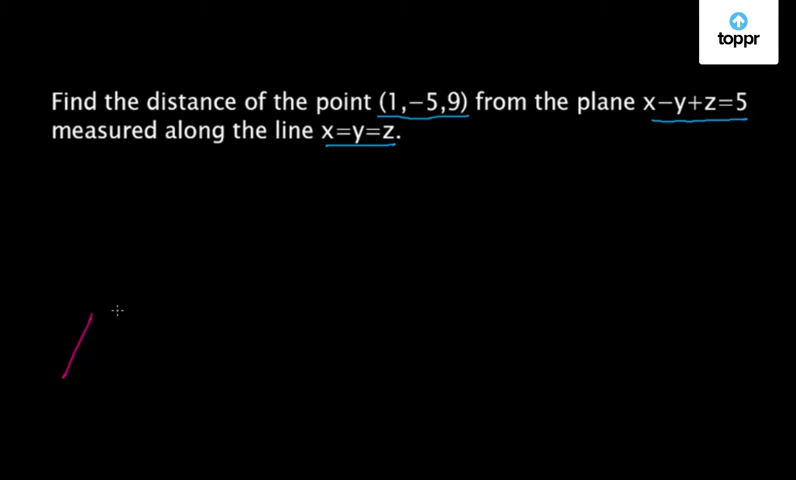 toppr
Find the distance of the point (1,−5,9) from the plane x−y+z=5
measured along the line x=y=z.